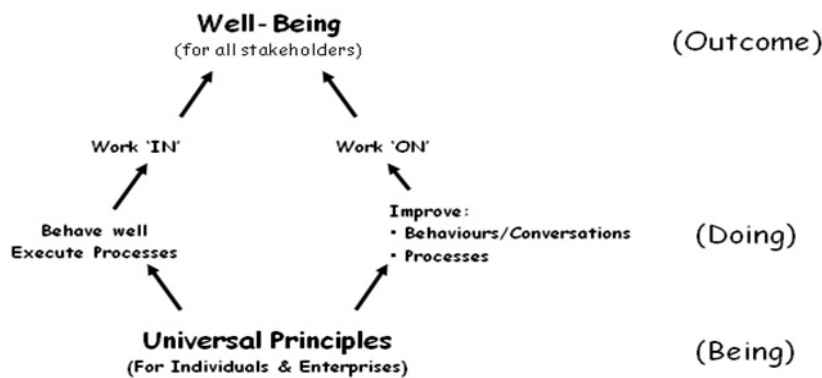 Well-Being
(for all stakeholders)
(Outcome)
Work ‘IN’
Work ‘ON’
Behave well
Execute Processes
Improve:
• Behaviours/Conversations
• Processes
(Doing)
Universal Principles
(For Individuals & Enterprises)
(Being)